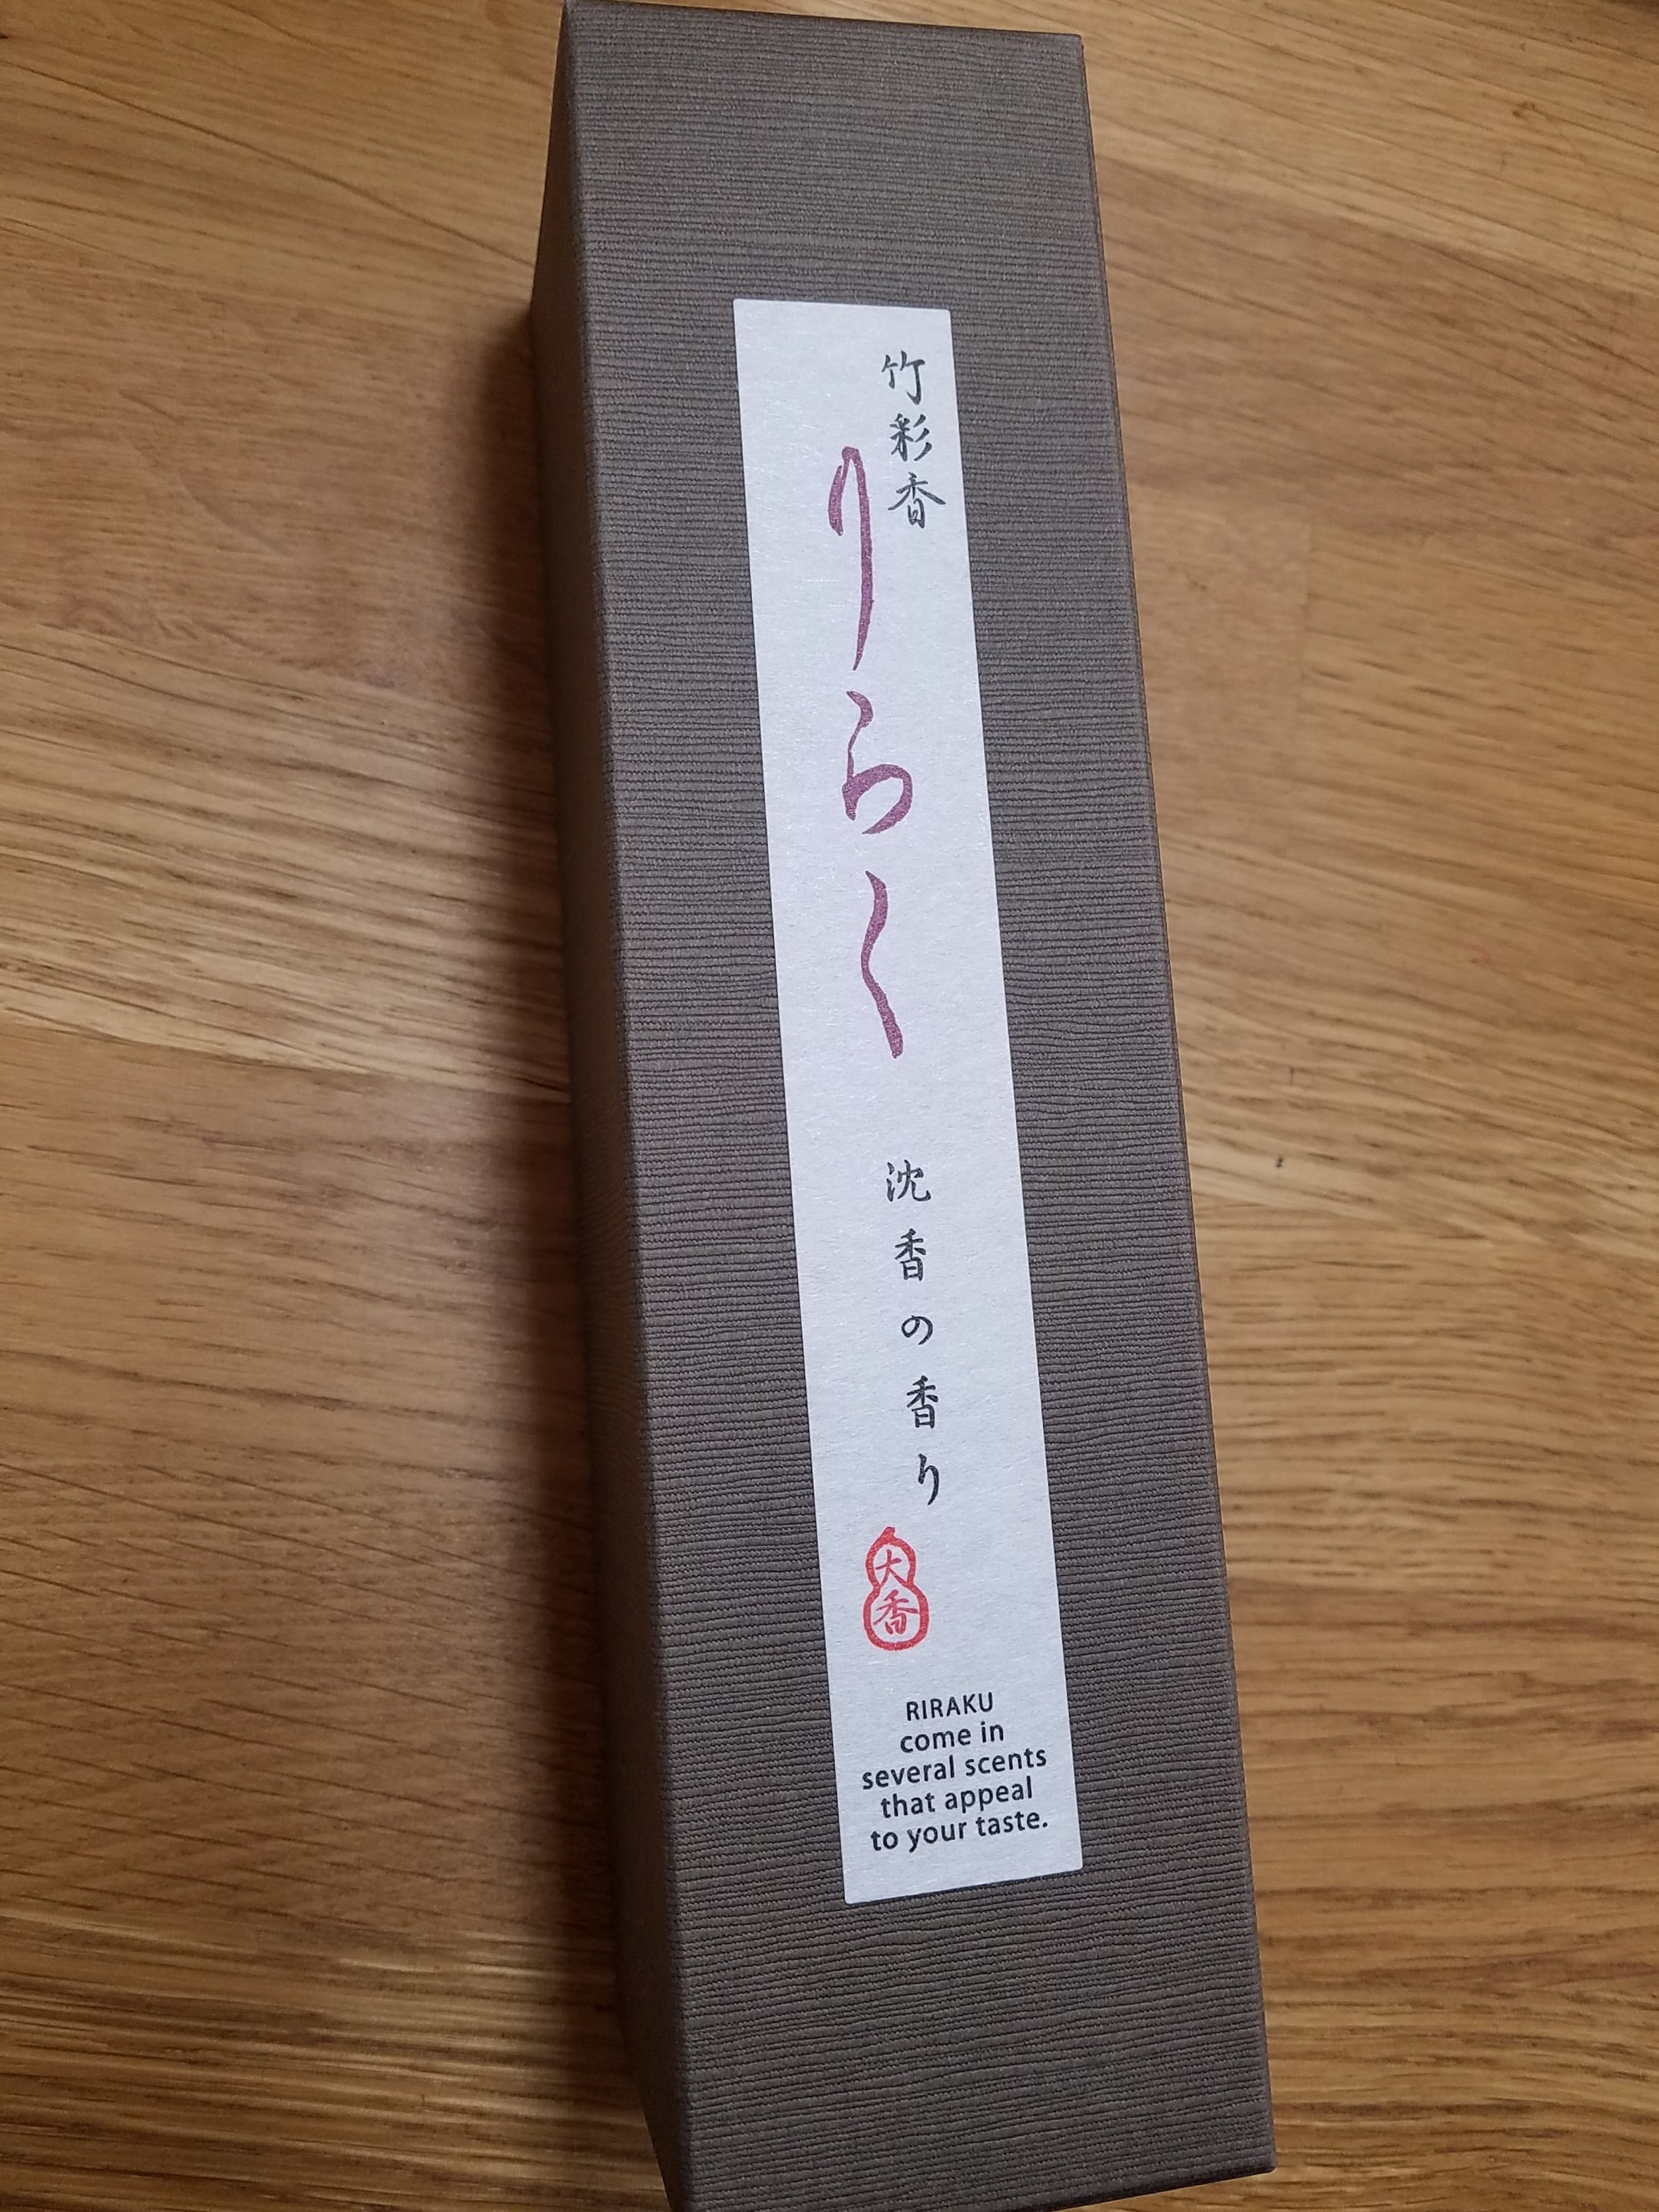 竹彩香
りらく
沈香の香り
大香
RIRAKU
come in
several scents
that appeal
to your taste.